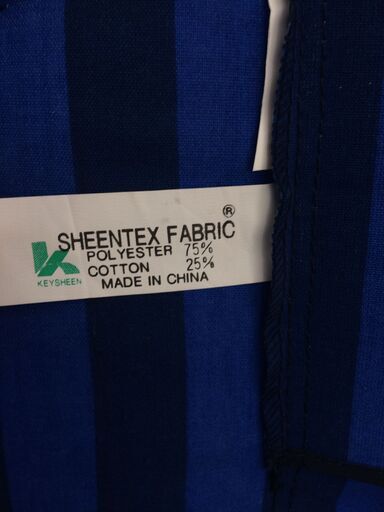 SHEENTEX FABRIC®
POLYESTER 75%
COTTON 25%
MADE IN CHINA
KEYSHEEN